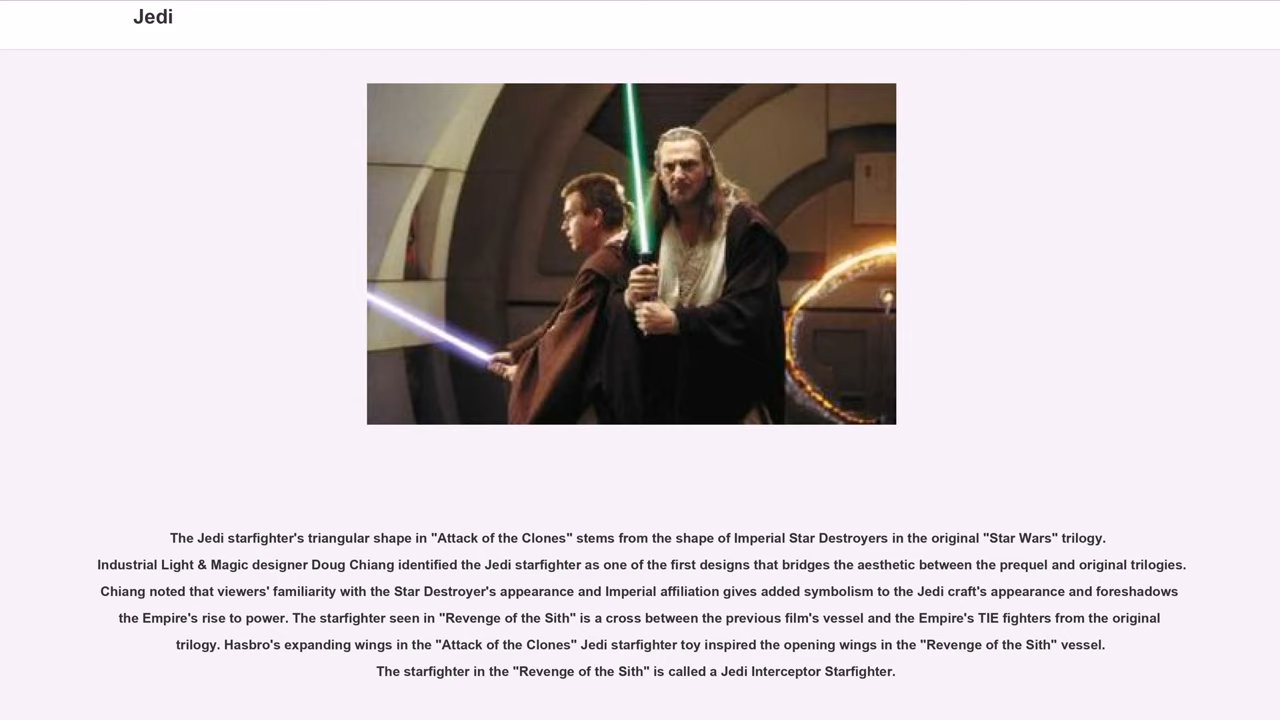 Jedi
The Jedi starfighter's triangular shape in "Attack of the Clones" stems from the shape of Imperial Star Destroyers in the original "Star Wars" trilogy.
Industrial Light & Magic designer Doug Chiang identified the Jedi starfighter as one of the first designs that bridges the aesthetic between the prequel and original trilogies.
Chiang noted that viewers' familiarity with the Star Destroyer's appearance and Imperial affiliation gives added symbolism to the Jedi craft's appearance and foreshadows
the Empire's rise to power. The starfighter seen in "Revenge of the Sith" is a cross between the previous film's vessel and the Empire's TIE fighters from the original
trilogy. Hasbro's expanding wings in the "Attack of the Clones" Jedi starfighter toy inspired the opening wings in the "Revenge of the Sith" vessel.
The starfighter in the "Revenge of the Sith" is called a Jedi Interceptor Starfighter.